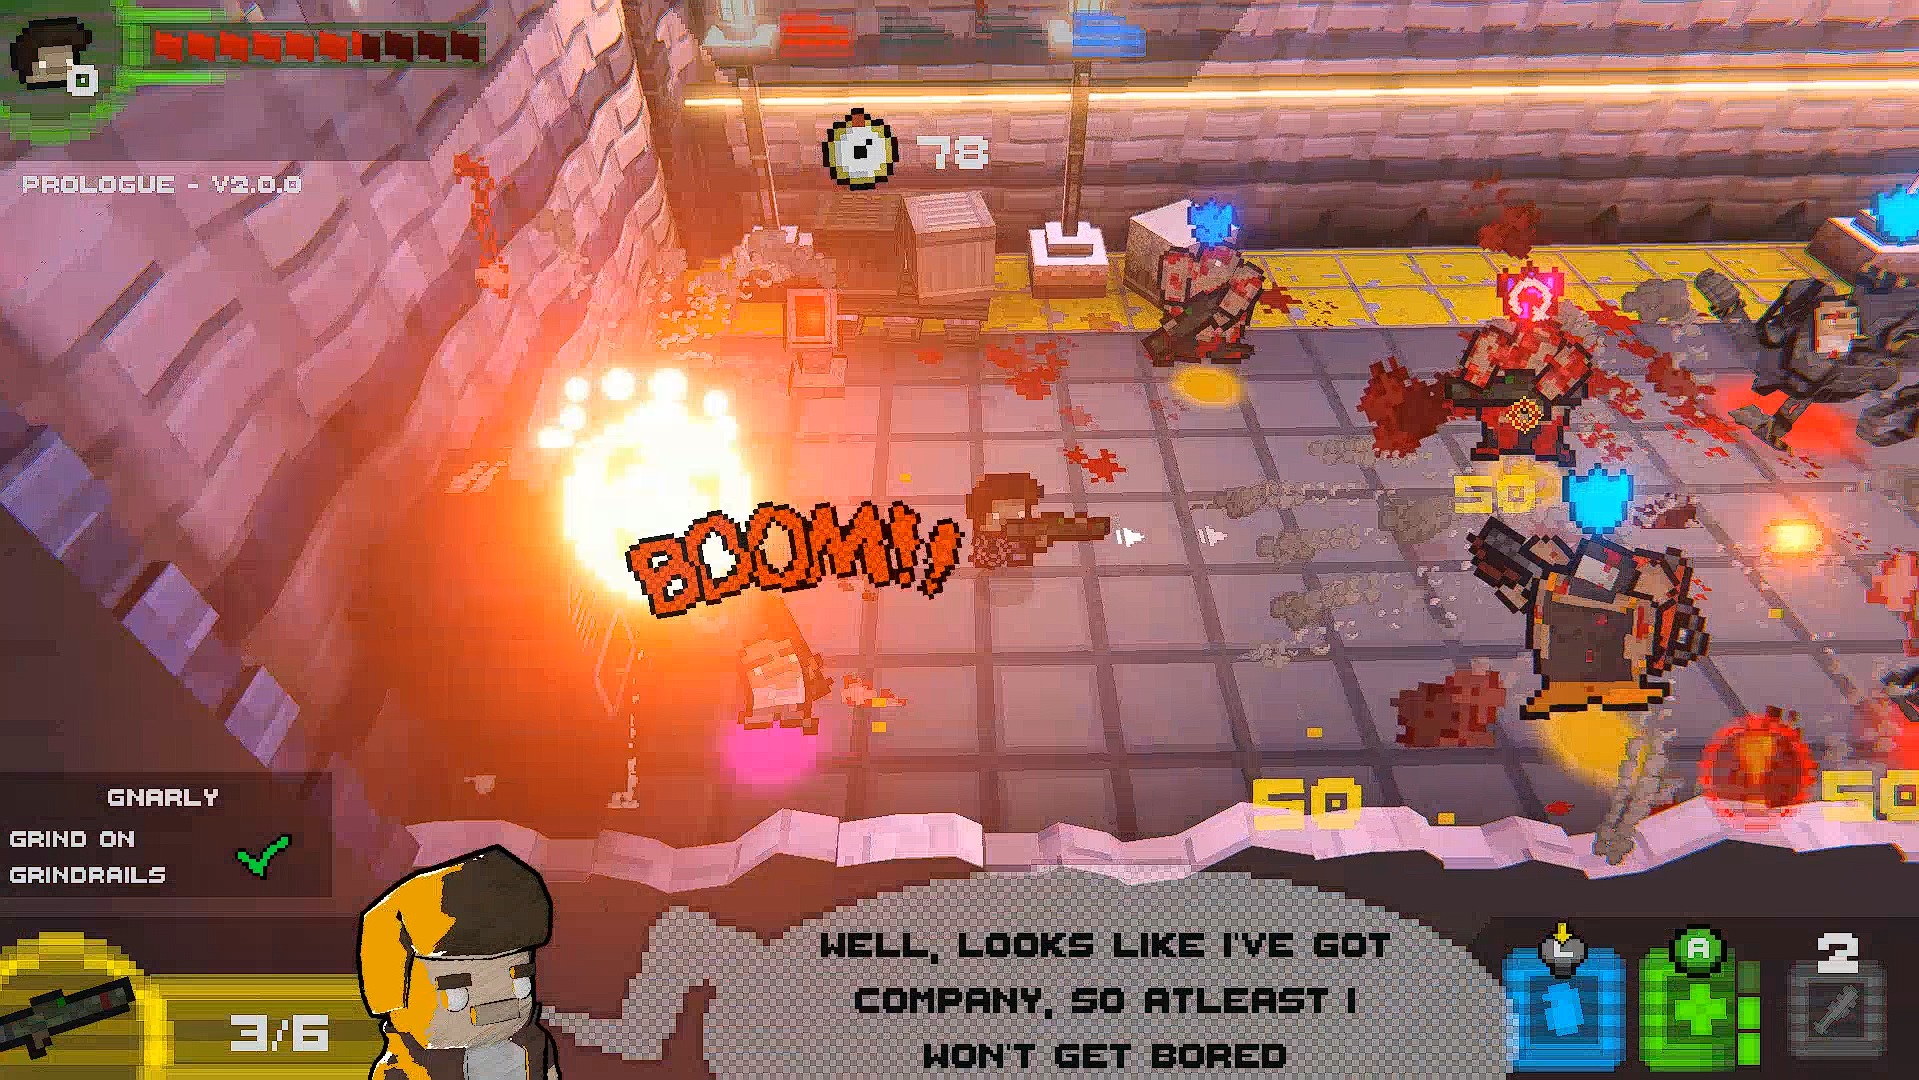 78
PROLOGUE - V2.0.0
50
BOOM!!
50
50
GNARLY
GRIND ON
GRINDRAILS
3/6
WELL, LOOKS LIKE I'VE GOT
COMPANY, SO ATLEAST I
WON'T GET BORED
L
A
2